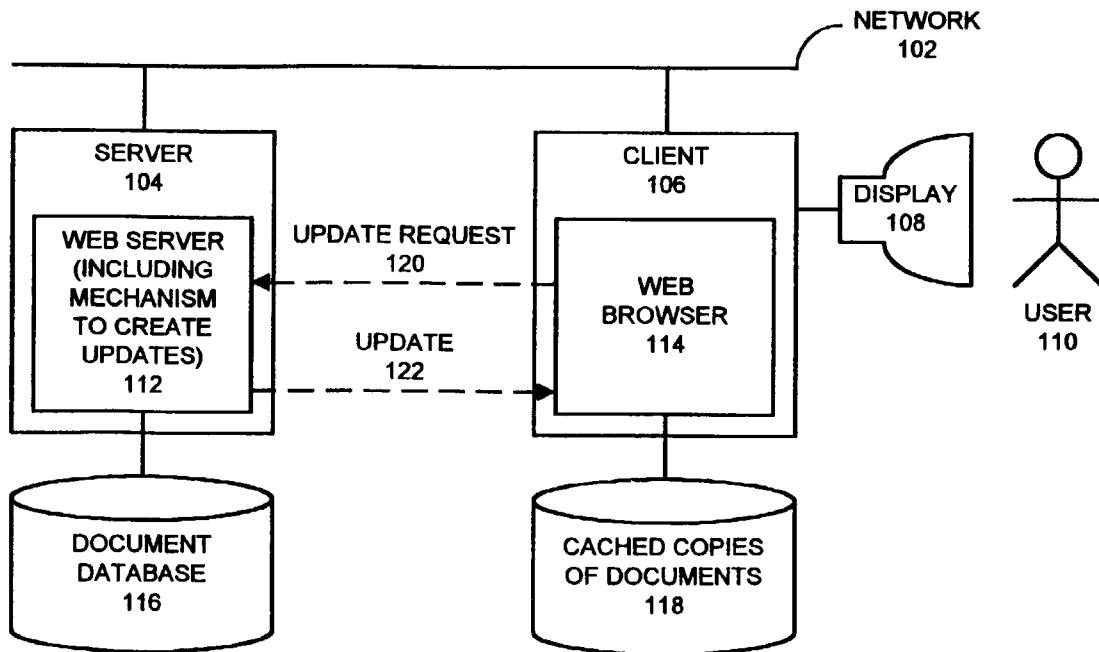 NETWORK
102
SERVER
104
WEB SERVER
(INCLUDING
MECHANISM
TO CREATE
UPDATES)
112
UPDATE REQUEST
120
UPDATE
122
CLIENT
106
WEB
BROWSER
114
DISPLAY
108
USER
110
DOCUMENT
DATABASE
116
CACHED COPIES
OF DOCUMENTS
118